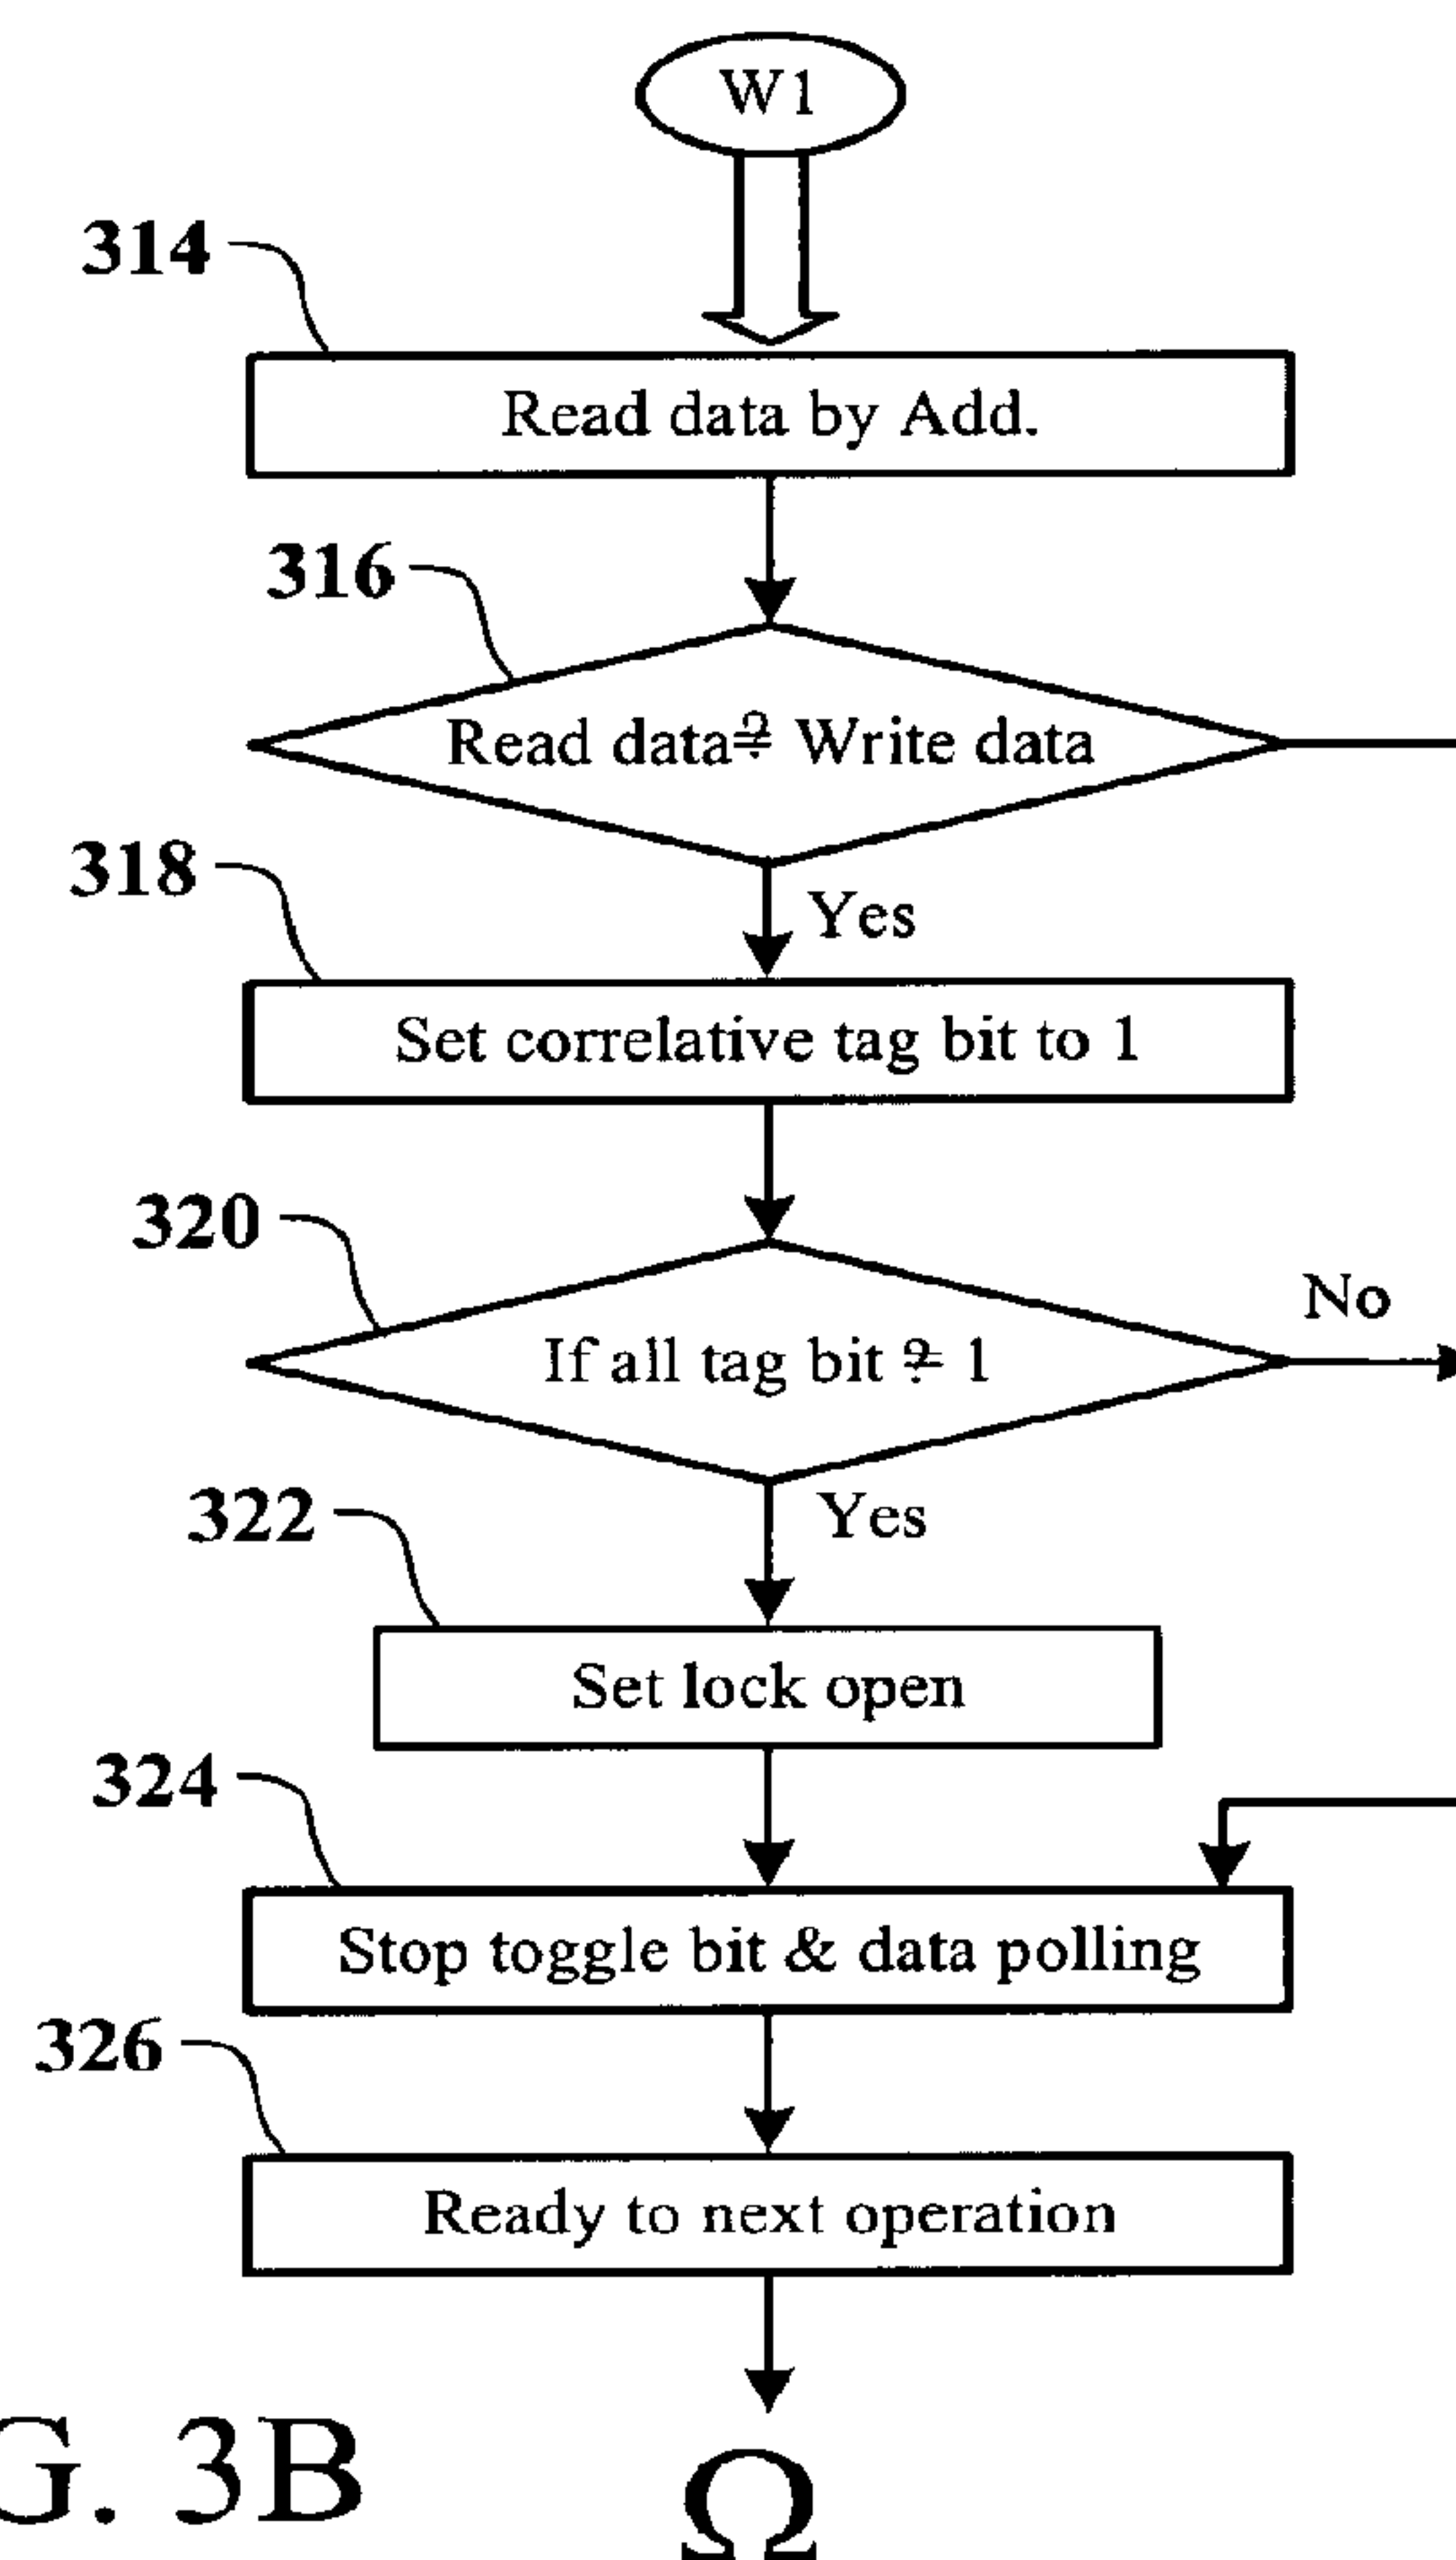 W1
314
Read data by Add.
316
Read data ≟ Write data
318
Yes
Set correlative tag bit to 1
320
No
If all tag bit ≟ 1
322
Yes
Set lock open
324
Stop toggle bit & data polling
326
Ready to next operation
G. 3B
Ω